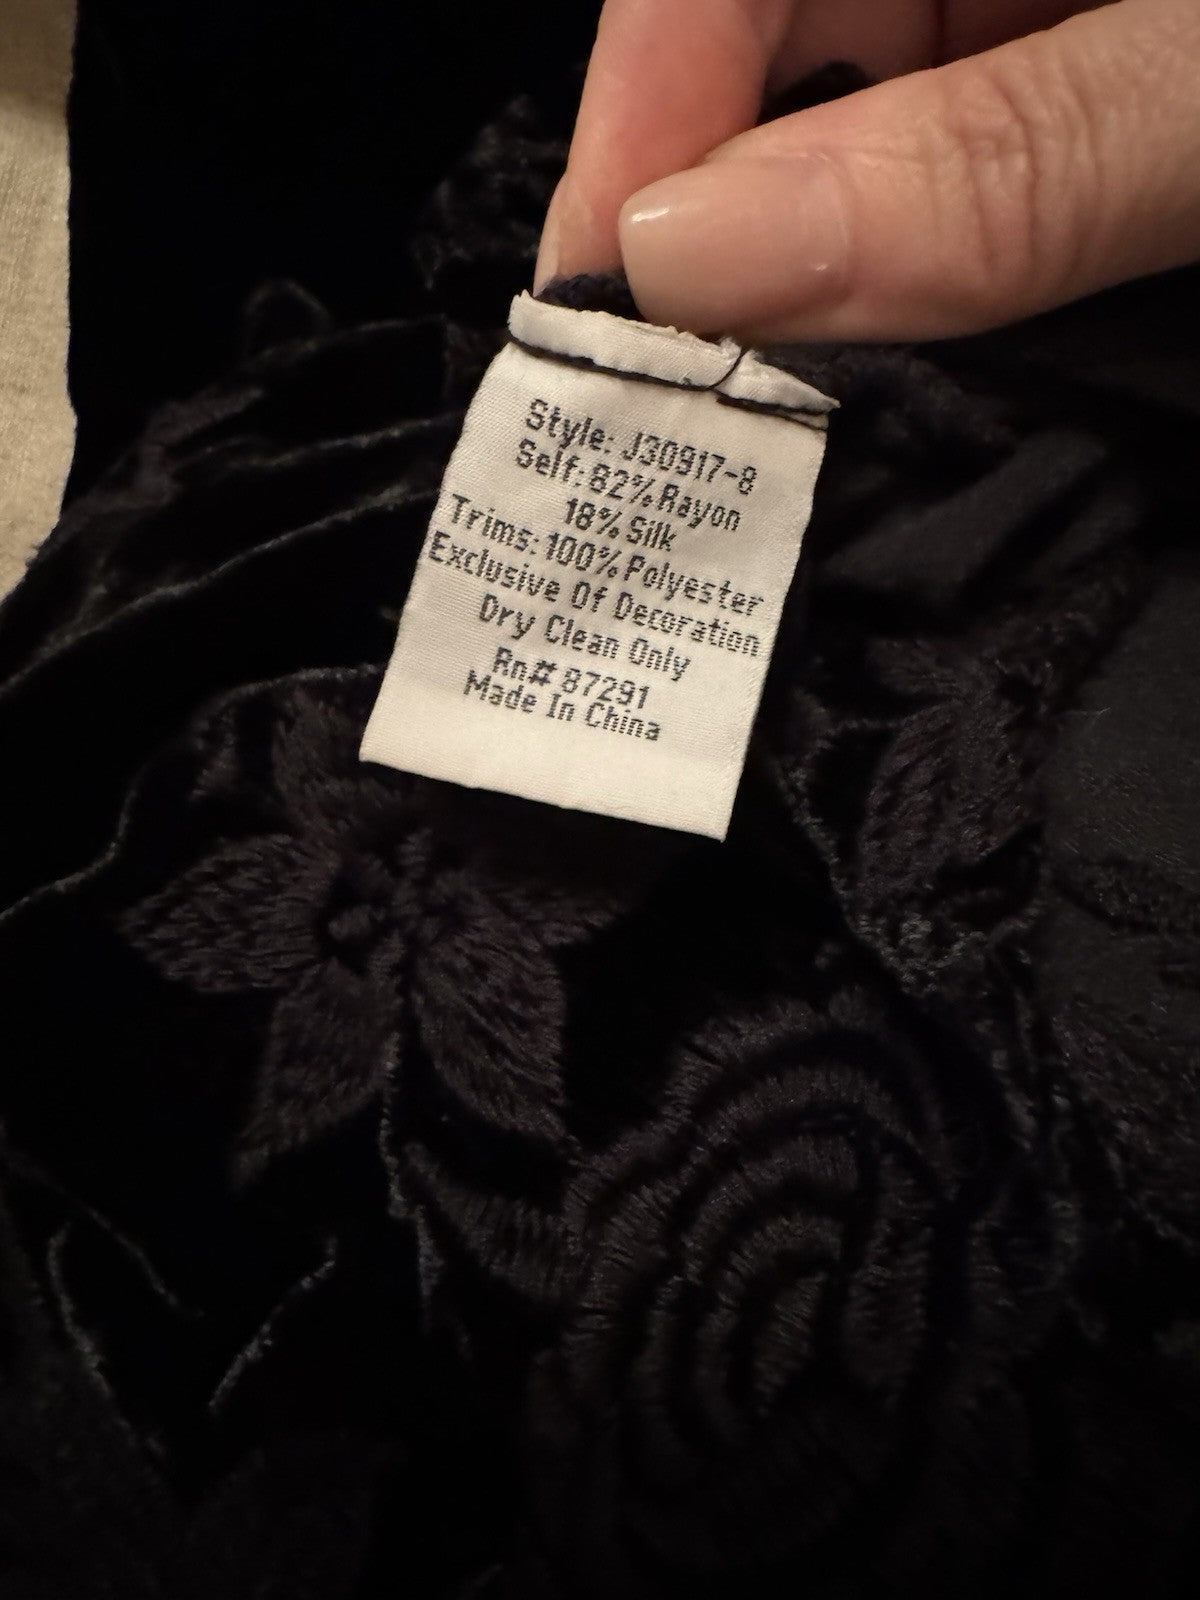 Style: J30917-8
Self: 82% Rayon
18% Silk
Trims: 100% Polyester
Exclusive Of Decoration
Dry Clean Only
Rn# 87291
Made In China